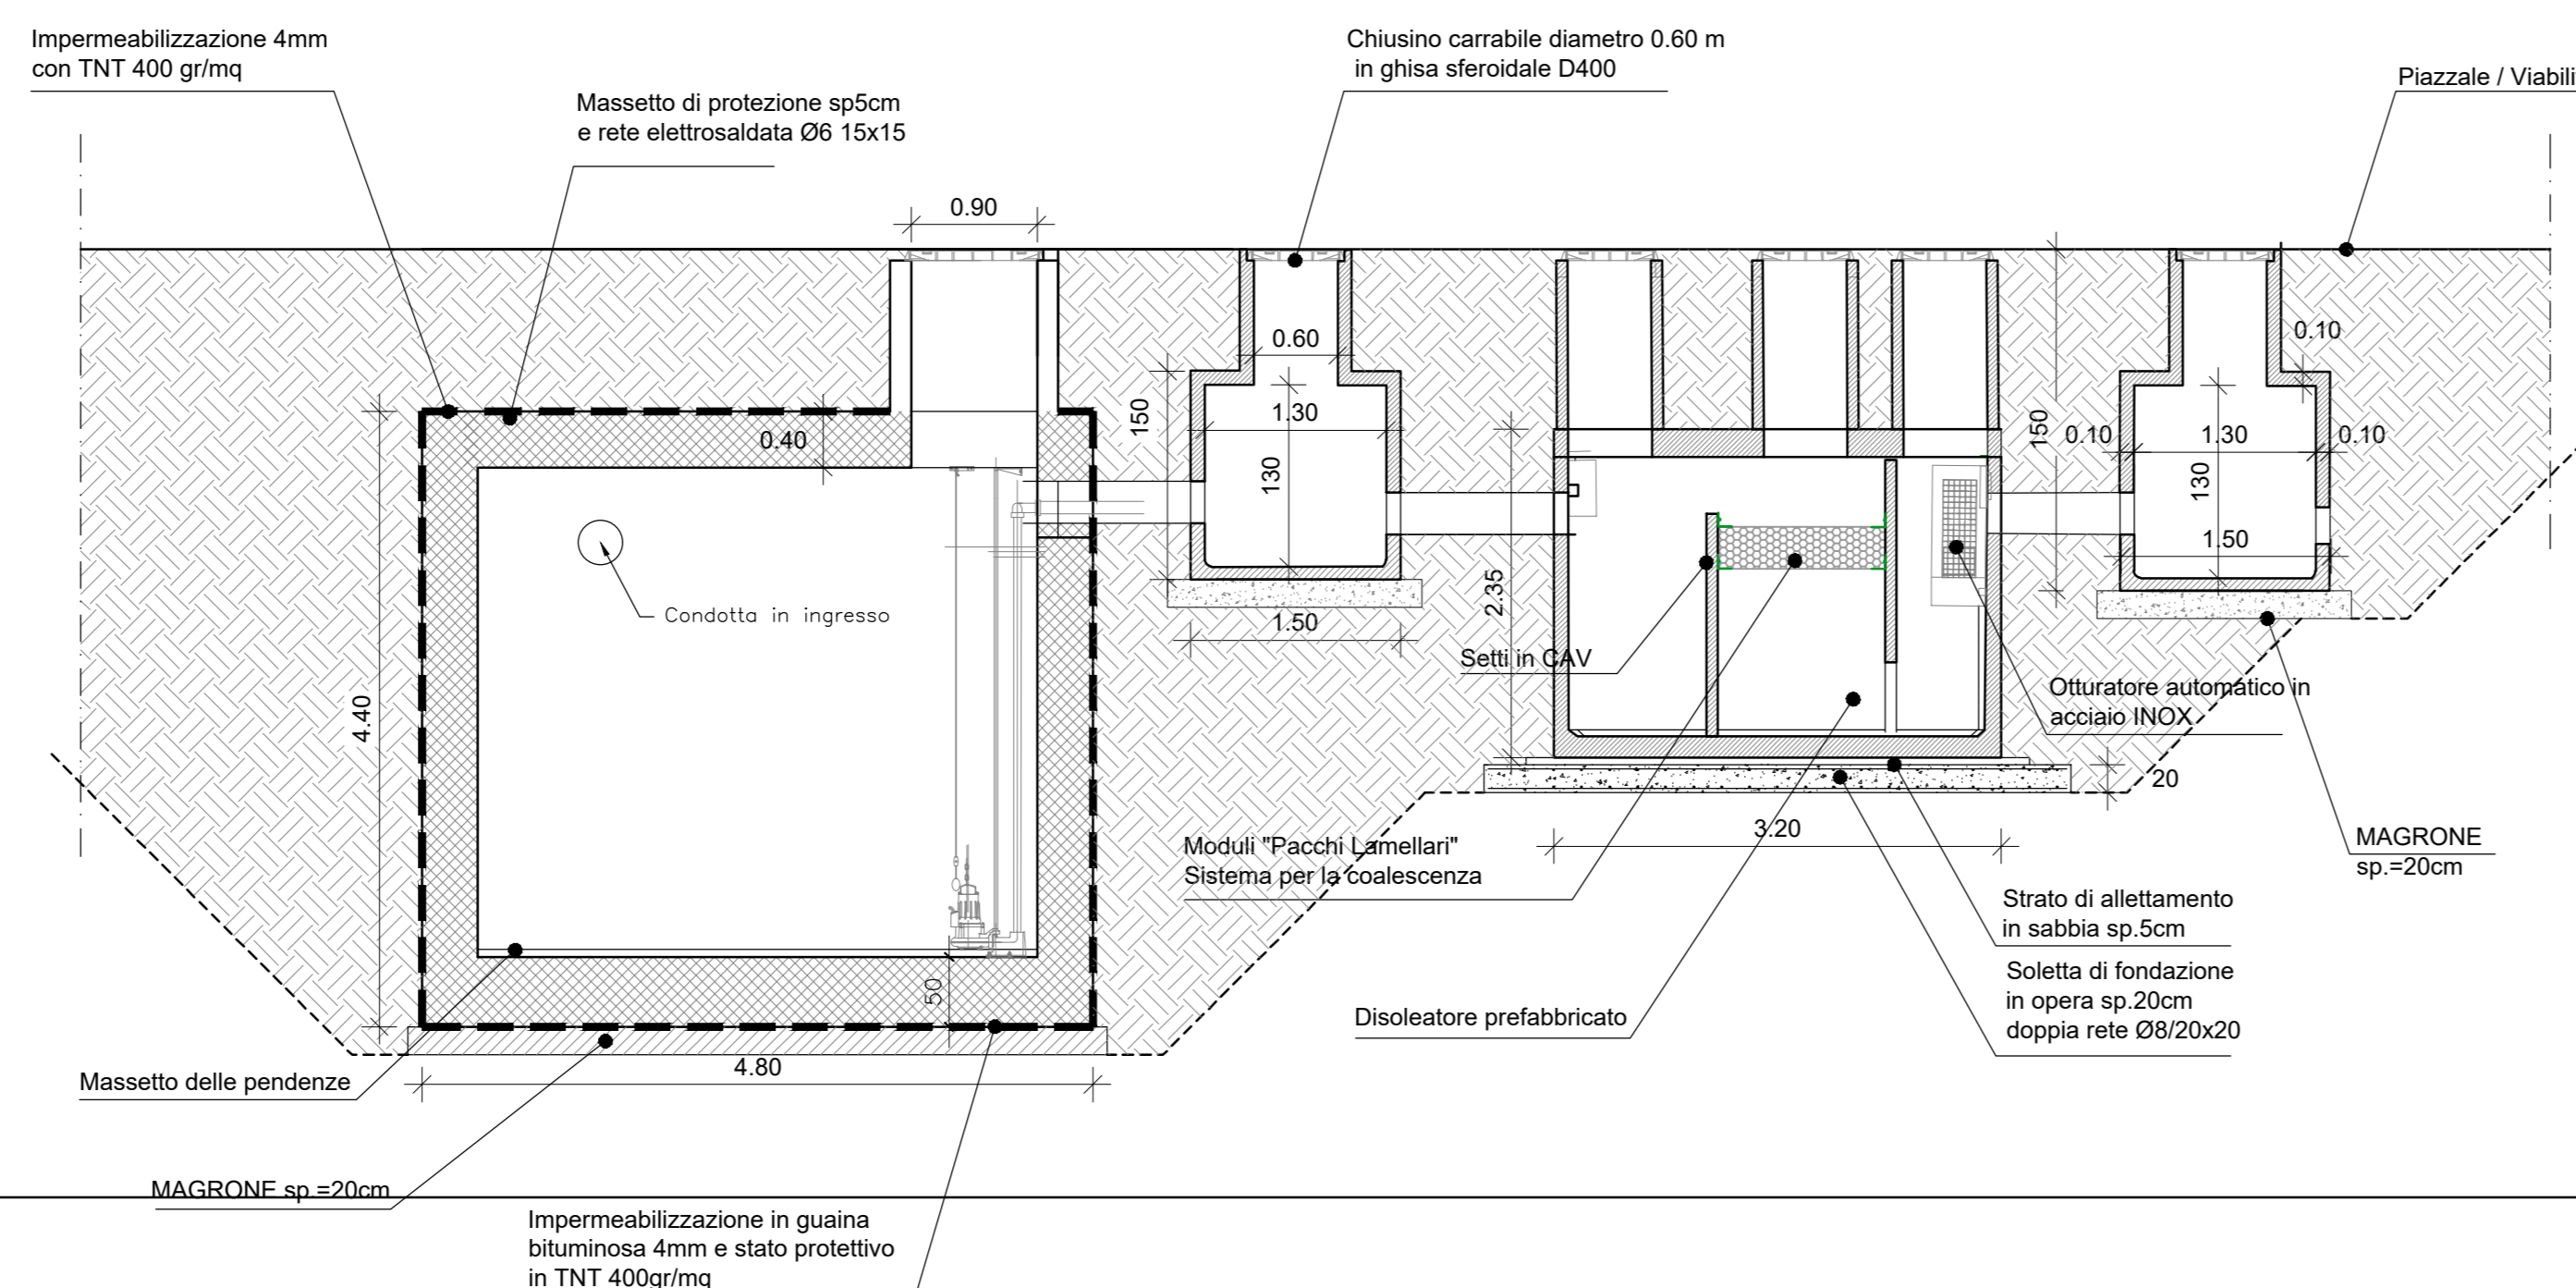 Impermeabilizzazione 4mm
con TNT 400 gr/mq
Massetto di protezione sp5cm
e rete elettrosaldata Ø6 15x15
Chiusino carrabile diametro 0.60 m
in ghisa sferoidale D400
Piazzale / Viabili
0.90
0.60
0.10
150
1.30
130
0.40
150
0.10
1.30
0.10
130
1.50
Condotta in ingresso
1.50
2.35
Setti in CAV
4.40
Otturatore automatico in
acciaio INOX
20
3.20
Moduli "Pacchi Lamellari"
Sistema per la coalescenza
MAGRONE
sp.=20cm
Strato di allettamento
in sabbia sp.5cm
Soletta di fondazione
in opera sp.20cm
doppia rete Ø8/20x20
50
Disoleatore prefabbricato
4.80
Massetto delle pendenze
MAGRONE sp.=20cm
Impermeabilizzazione in guaina
bituminosa 4mm e stato protettivo
in TNT 400gr/mq